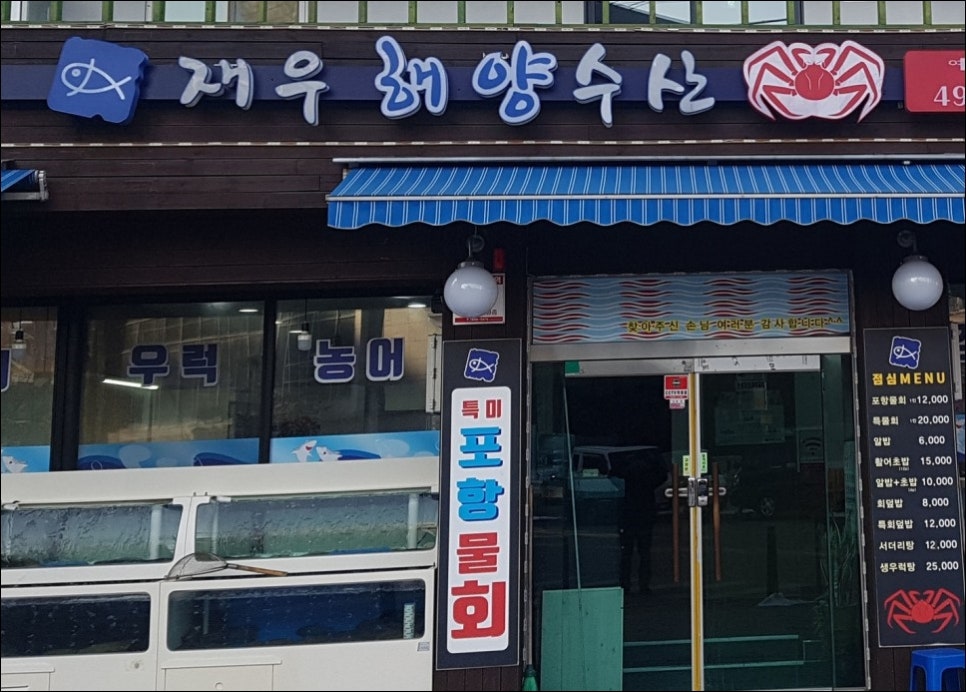 재우 해양수산
여
49
찾아주신 손님 여러분 감사합니다^^
우럭
농어
특미
포항물회
점심MENU
포항물회 12,000
특물회 20,000
알밥 6,000
활어초밥 15,000
알밥+초밥 10,000
회덮밥 8,000
특회덮밥 12,000
서더리탕 12,000
생우럭탕 25,000